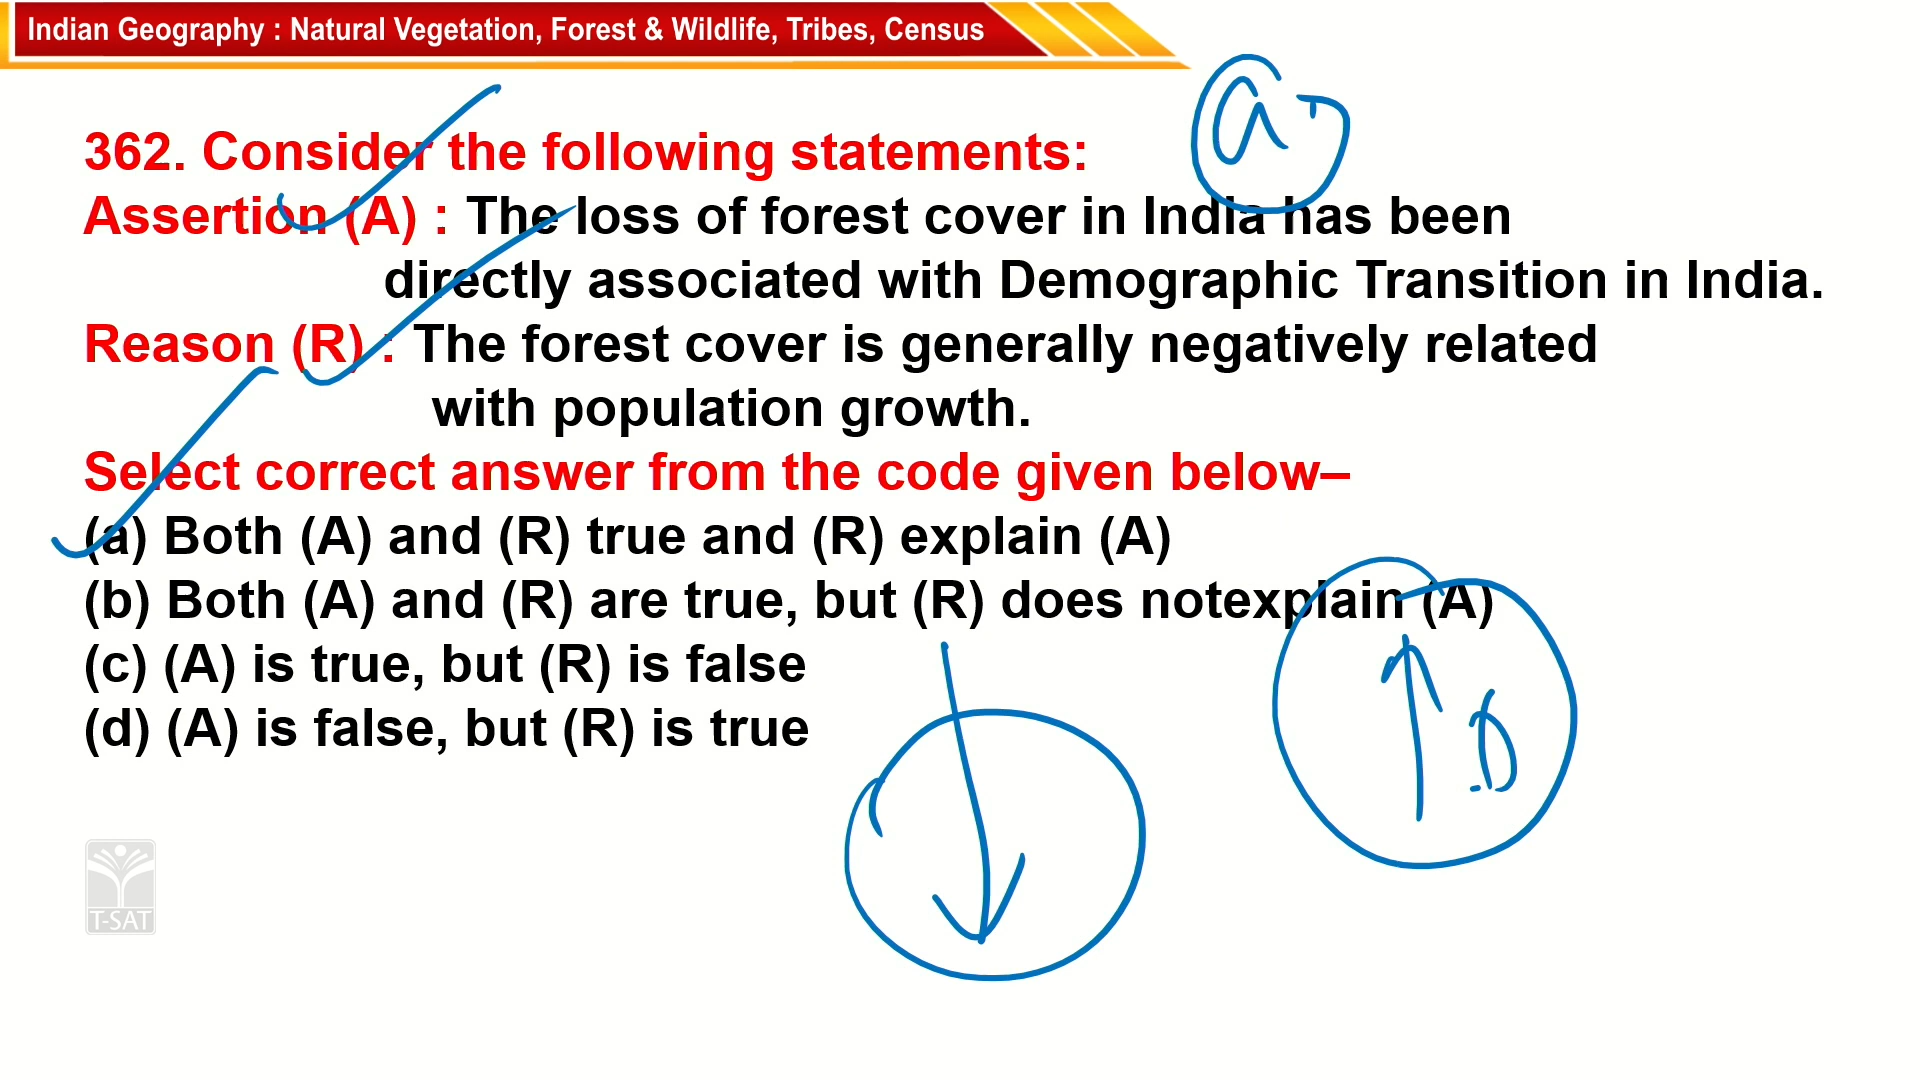 Indian Geography : Natural Vegetation, Forest & Wildlife, Tribes, Census
a
362. Consider the following statements:
Assertion (A) : The loss of forest cover in India has been
directly associated with Demographic Transition in India.
Reason (R) : The forest cover is generally negatively related
with population growth.
Select correct answer from the code given below–
(a) Both (A) and (R) true and (R) explain (A)
(b) Both (A) and (R) are true, but (R) does notexplain (A)
(c) (A) is true, but (R) is false
(d) (A) is false, but (R) is true
T-SAT